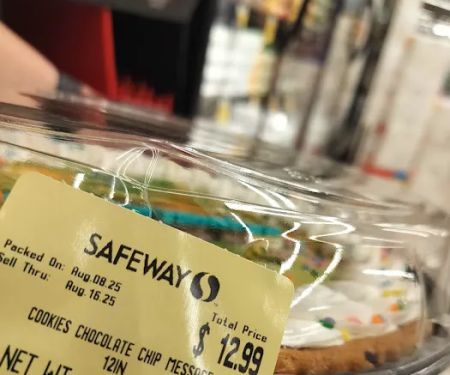 SAFEWAY
Packed On: Aug.08.25
Sell Thru: Aug.16.25
Total Price
$ 12.99
COOKIES CHOCOLATE CHIP MESSAG
12IN
NET WT